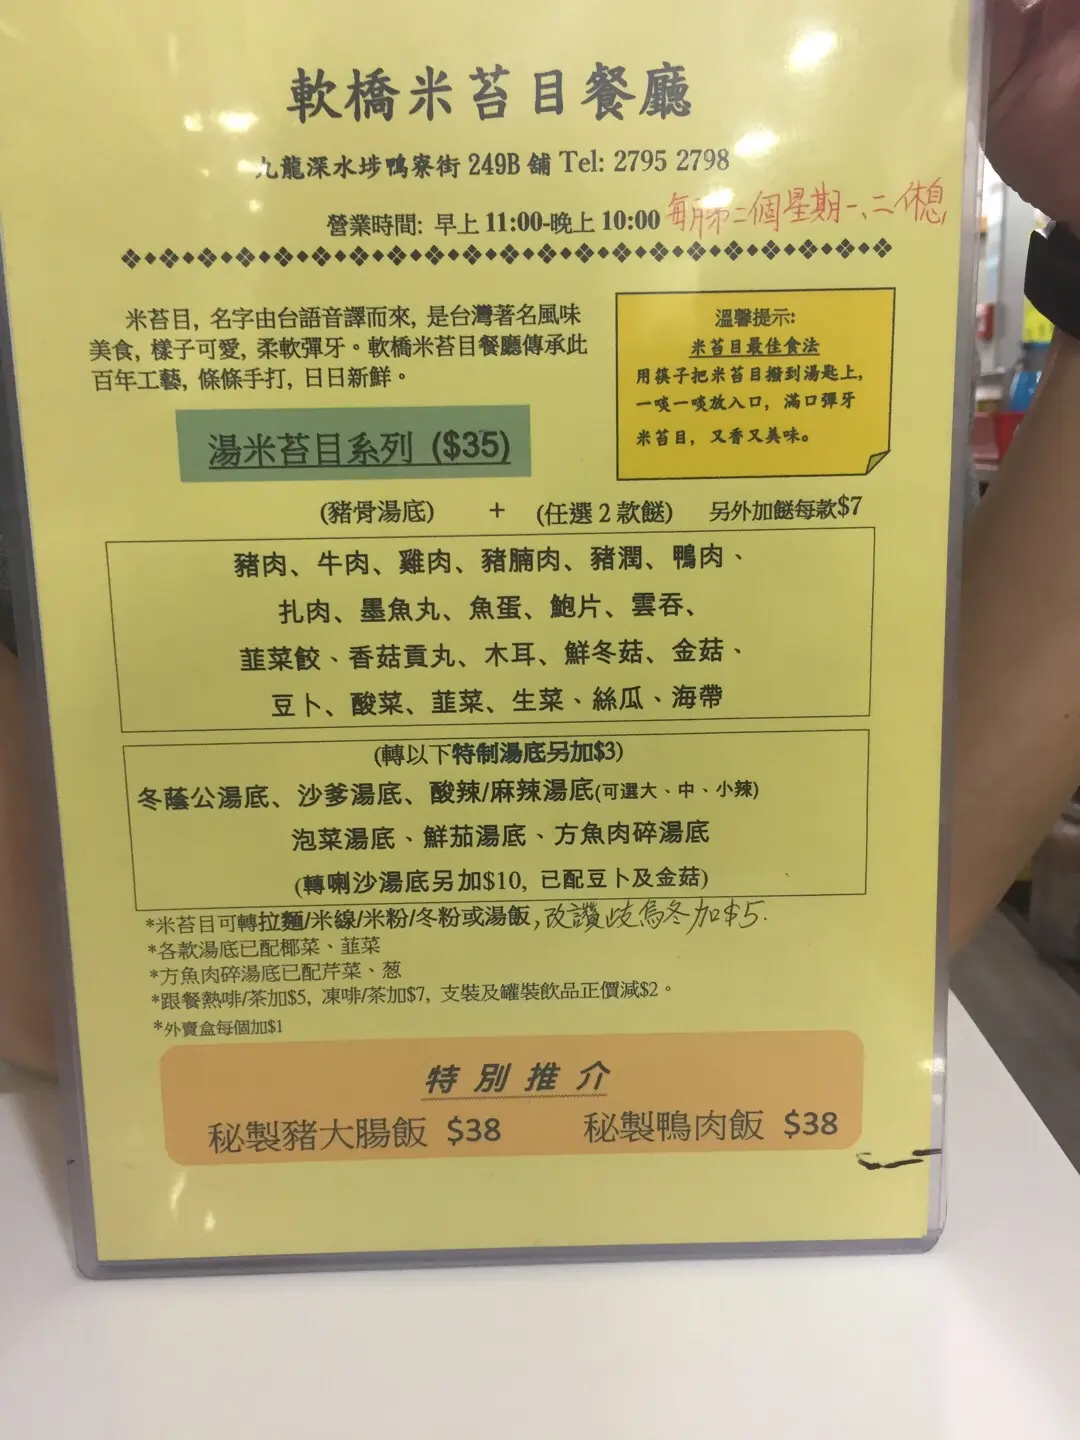 軟橋米苔目餐廳
九龍深水埗鴨寮街 249B 舖 Tel: 2795 2798
營業時間: 早上 11:00-晚上 10:00 每月第二個星期一、二休息
米苔目, 名字由台語音譯而來, 是台灣著名風味
美食, 樣子可愛, 柔軟彈牙。軟橋米苔目餐廳傳承此
百年工藝, 條條手打, 日日新鮮。
溫馨提示:
米苔目最佳食法
用筷子把米苔目撥到湯匙上,
一啖一啖放入口, 滿口彈牙
米苔目, 又香又美味。
湯米苔目系列 ($35)
(豬骨湯底) + (任選 2 款餸) 另外加餸每款$7
豬肉、牛肉、雞肉、豬腩肉、豬潤、鴨肉、
扎肉、墨魚丸、魚蛋、鮑片、雲吞、
韮菜餃、香菇貢丸、木耳、鮮冬菇、金菇、
豆卜、酸菜、韮菜、生菜、絲瓜、海帶
(轉以下特制湯底另加$3)
冬蔭公湯底、沙爹湯底、酸辣/麻辣湯底(可選大、中、小辣)
泡菜湯底、鮮茄湯底、方魚肉碎湯底
(轉喇沙湯底另加$10, 已配豆卜及金菇)
*米苔目可轉拉麵/米線/米粉/冬粉或湯飯, 改讚岐烏冬加$5.
*各款湯底已配椰菜、韮菜
*方魚肉碎湯底已配芹菜、葱
*跟餐熱啡/茶加$5, 凍啡/茶加$7, 支裝及罐裝飲品正價減$2。
*外賣盒每個加$1
特別推介
秘製豬大腸飯 $38 秘製鴨肉飯 $38